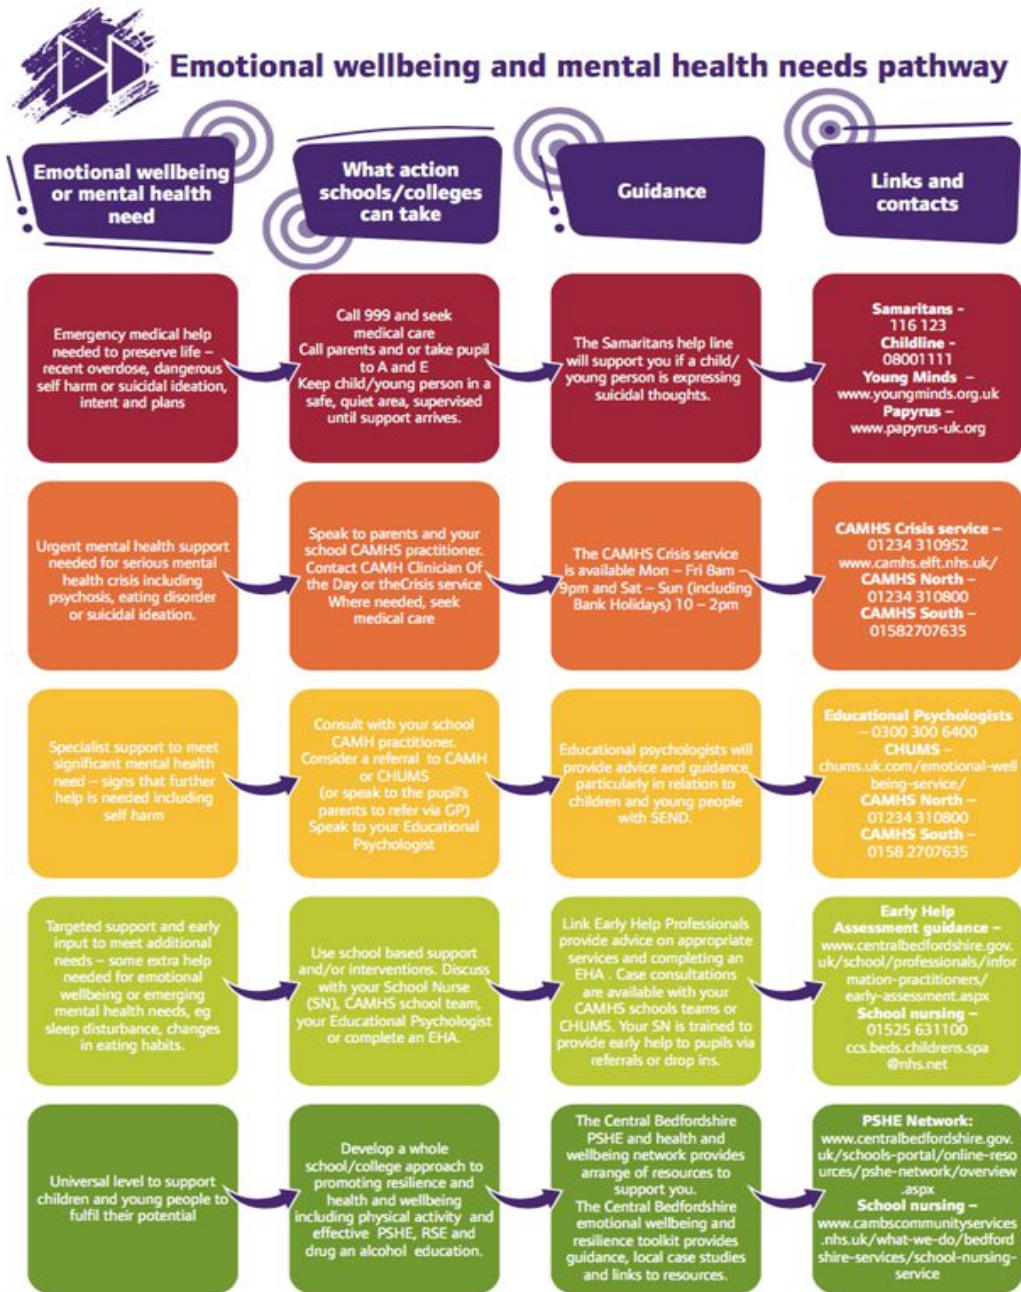 Emotional wellbeing and mental health needs pathway
Emotional wellbeing
or mental health
need
What action
schools/colleges
can take
Guidance
Links and
contacts
Emergency medical help
needed to preserve life –
recent overdose, dangerous
self harm or suicidal ideation,
intent and plans
Call 999 and seek
medical care
Call parents and or take pupil
to A and E
Keep child/young person in a
safe, quiet area, supervised
until support arrives.
The Samaritans help line
will support you if a child/
young person is expressing
suicidal thoughts.
Samaritans -
116 123
Childline -
08001111
Young Minds –
www.youngminds.org.uk
Papyrus –
www.papyrus-uk.org
Urgent mental health support
needed for serious mental
health crisis including
psychosis, eating disorder
or suicidal ideation.
Speak to parents and your
school CAMHS practitioner.
Contact CAMH Clinician Of
the Day or theCrisis service
Where needed, seek
medical care
The CAMHS Crisis service
is available Mon – Fri 8am –
9pm and Sat – Sun (including
Bank Holidays) 10 – 2pm
CAMHS Crisis service –
01234 310952
www.camhs.elft.nhs.uk/
CAMHS North –
01234 310800
CAMHS South –
01582707635
Specialist support to meet
significant mental health
need – signs that further
help is needed including
self harm
Consult with your school
CAMH practitioner.
Consider a referral to CAMH
or CHUMS
(or speak to the pupil's
parents to refer via GP)
Speak to your Educational
Psychologist
Educational psychologists will
provide advice and guidance
particularly in relation to
children and young people
with SEND.
Educational Psychologists
– 0300 300 6400
CHUMS –
chums.uk.com/emotional-well
being-service/
CAMHS North –
01234 310800
CAMHS South –
0158 2707635
Targeted support and early
input to meet additional
needs – some extra help
needed for emotional
wellbeing or emerging
mental health needs, eg
sleep disturbance, changes
in eating habits.
Use school based support
and/or interventions. Discuss
with your School Nurse
(SN), CAMHS school team,
your Educational Psychologist
or complete an EHA.
Link Early Help Professionals
provide advice on appropriate
services and completing an
EHA . Case consultations
are available with your
CAMHS schools teams or
CHUMS. Your SN is trained to
provide early help to pupils via
referrals or drop ins.
Early Help
Assessment guidance –
www.centralbedfordshire.gov.
uk/school/professionals/infor
mation-practitioners/
early-assessment.aspx
School nursing –
01525 631100
ccs.beds.childrens.spa
@nhs.net
Universal level to support
children and young people to
fulfil their potential
Develop a whole
school/college approach to
promoting resilience and
health and wellbeing
including physical activity and
effective PSHE, RSE and
drug an alcohol education.
The Central Bedfordshire
PSHE and health and
wellbeing network provides
arrange of resources to
support you.
The Central Bedfordshire
emotional wellbeing and
resilience toolkit provides
guidance, local case studies
and links to resources.
PSHE Network:
www.centralbedfordshire.gov.
uk/schools-portal/online-reso
urces/pshe-network/overview
.aspx
School nursing –
www.cambscommunityservices
.nhs.uk/what-we-do/bedford
shire-services/school-nursing-
service